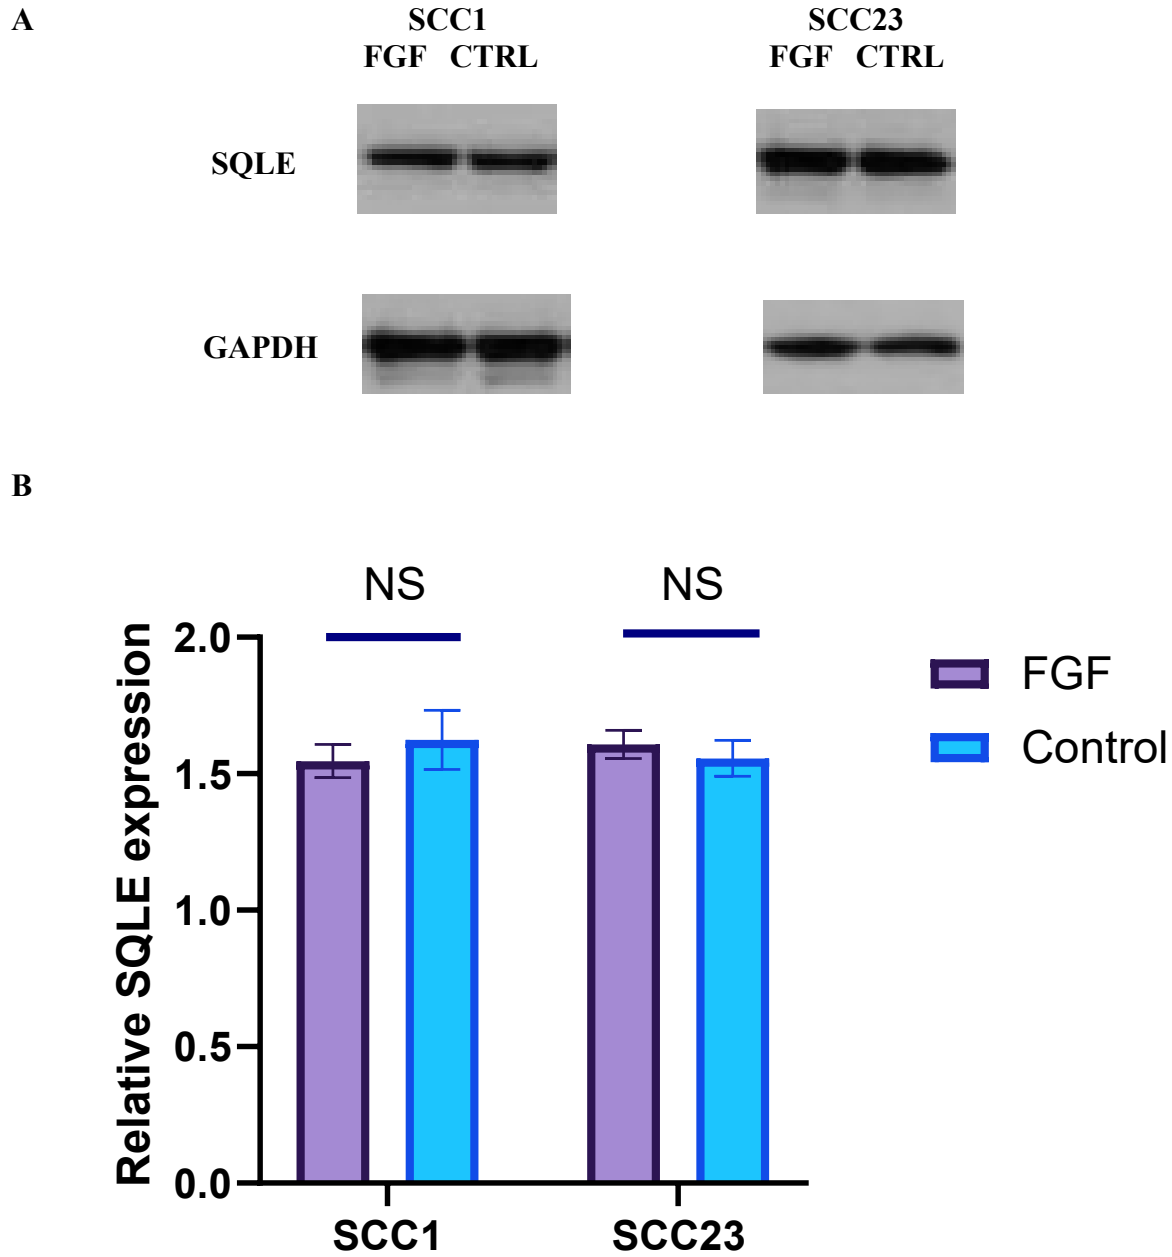 A
SCC1
SCC23
FGF CTRL
FGF CTRL
SQLE
GAPDH
B
NS
NS
Relative SQLE expression
2.0
1.5
1.0
0.5
0.0
SCC1
SCC23
FGF
Control